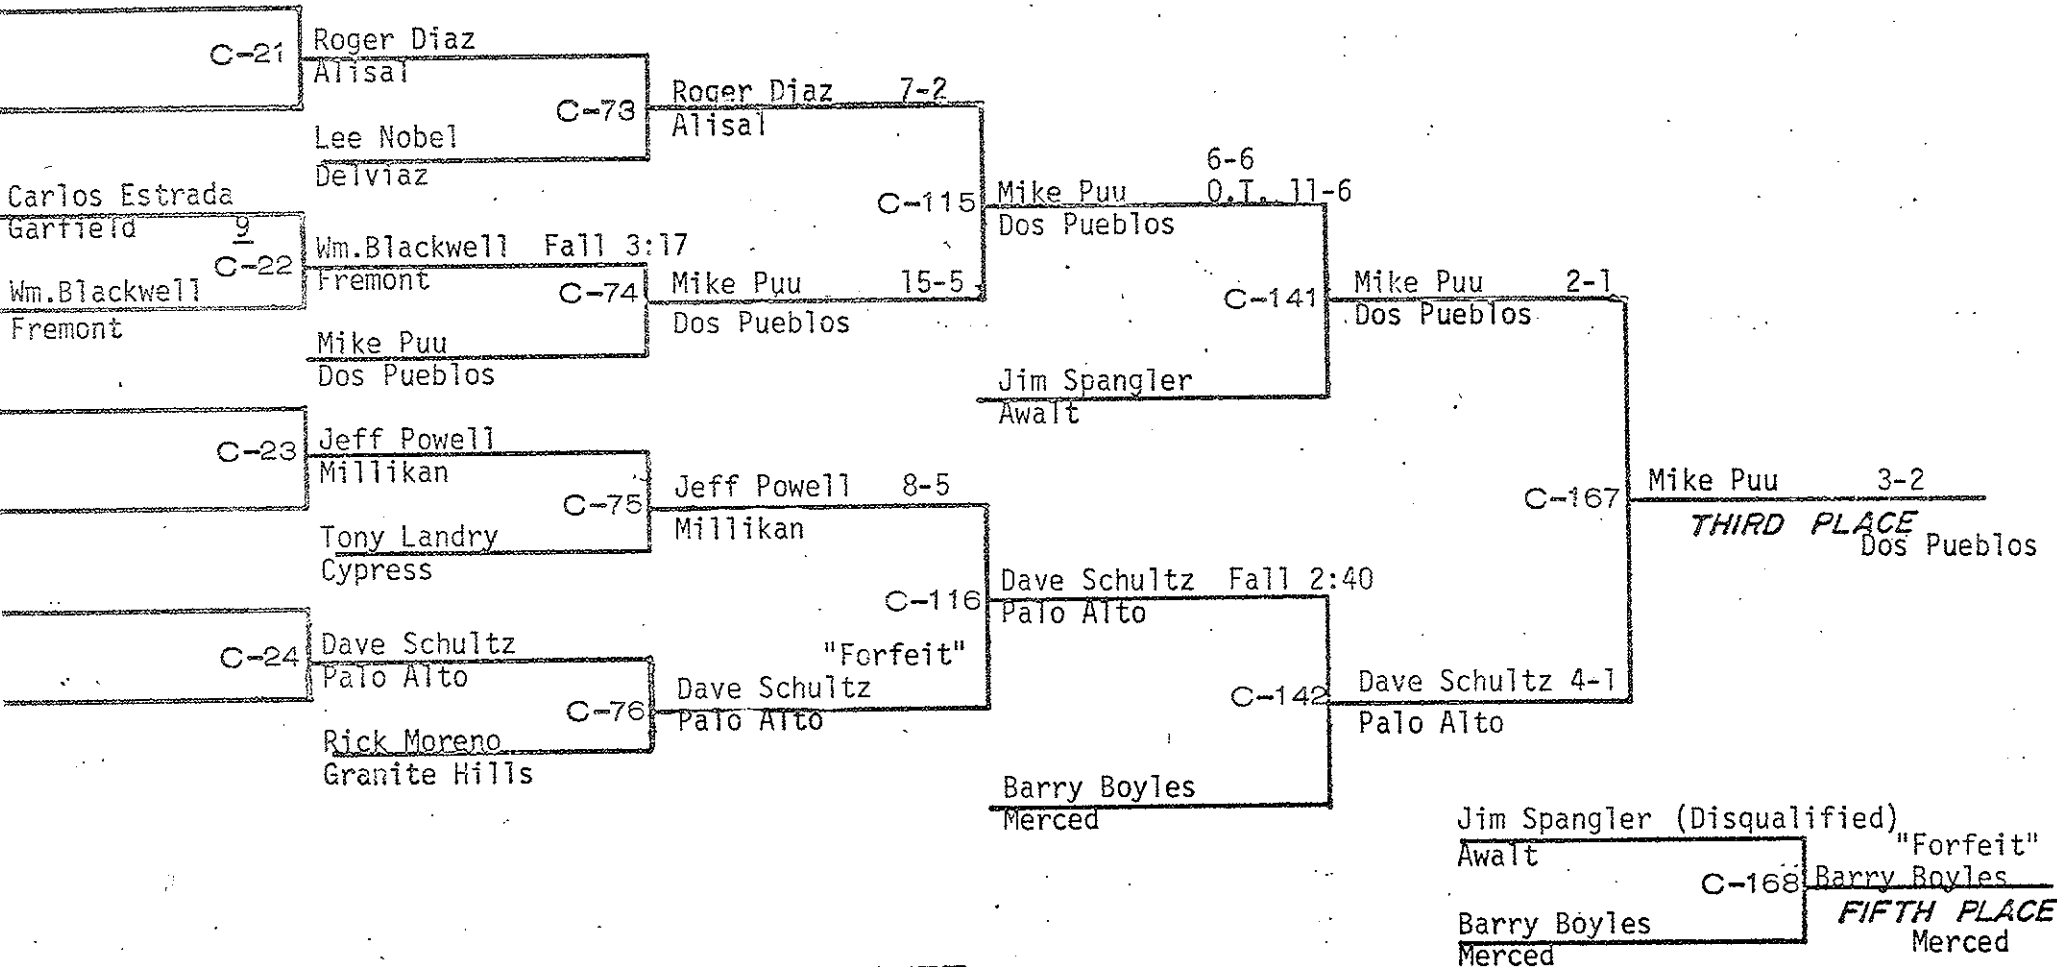 C-21
Roger Diaz
Alisal
C-73
Lee Nobel
Delviaz
Roger Diaz 7-2
Alisal
Carlos Estrada
Garfield 9
C-22
Wm.Blackwell
Fremont
Wm.Blackwell Fall 3:17
Fremont
C-74
Mike Puu
Dos Pueblos
Mike Puu 15-5
Dos Pueblos
C-115
6-6
Mike Puu O.T. 11-6
Dos Pueblos
C-141
Jim Spangler
Awalt
Mike Puu 2-1
Dos Pueblos
C-23
Jeff Powell
Millikan
C-75
Tony Landry
Cypress
Jeff Powell 8-5
Millikan
C-24
Dave Schultz
Palo Alto
C-76
Rick Moreno
Granite Hills
"Forfeit"
Dave Schultz
Palo Alto
C-116
Dave Schultz Fall 2:40
Palo Alto
C-142
Barry Boyles
Merced
Dave Schultz 4-1
Palo Alto
C-167
Mike Puu 3-2
THIRD PLACE
Dos Pueblos
Jim Spangler (Disqualified)
Awalt
C-168
Barry Boyles
Merced
"Forfeit"
Barry Boyles
FIFTH PLACE
Merced